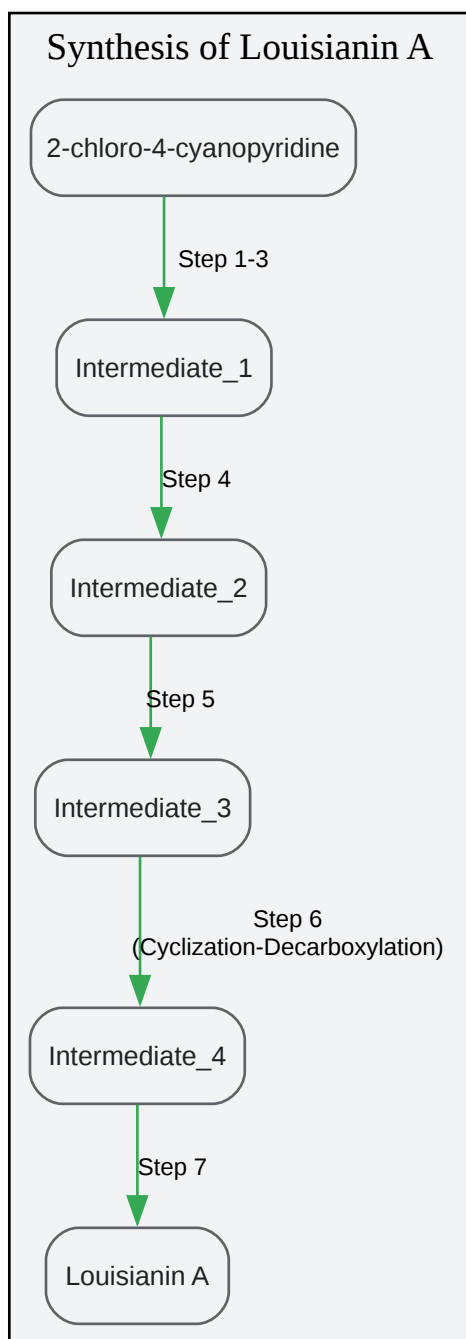 Synthesis of Louisianin A
2-chloro-4-cyanopyridine
Step 1-3
Intermediate_1
Step 4
Intermediate_2
Step 5
Intermediate_3
Step 6
(Cyclization-Decarboxylation)
Intermediate_4
Step 7
Louisianin A